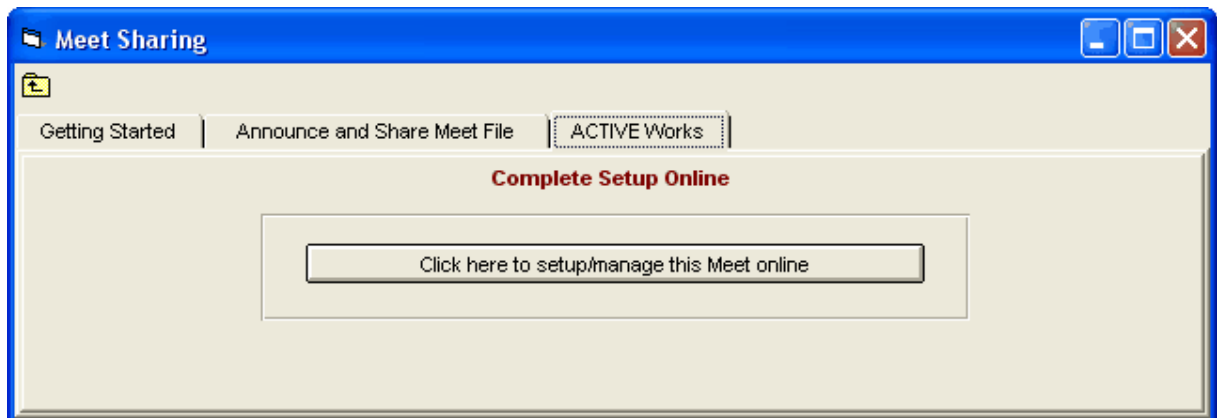 Meet Sharing
Getting Started
Announce and Share Meet File
ACTIVE Works
Complete Setup Online
Click here to setup/manage this Meet online